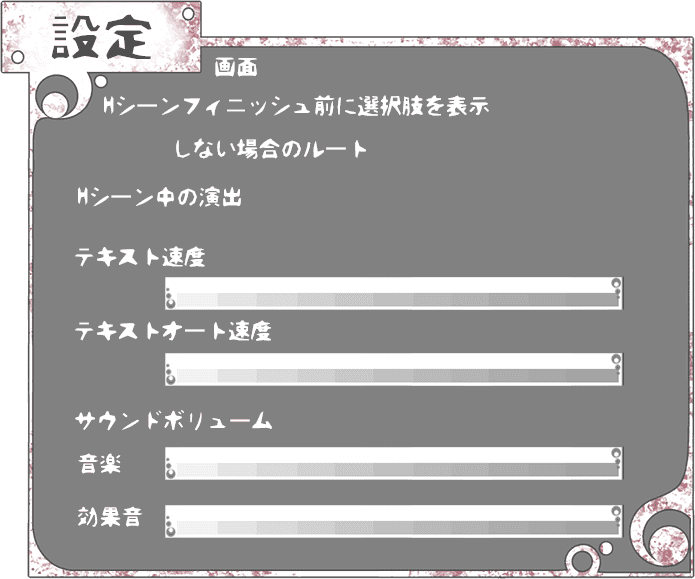 設定
画面
Hシーンフィニッシュ前に選択肢を表示
しない場合のルート
Hシーン中の演出
テキスト速度
テキストオート速度
サウンドボリューム
音楽
効果音